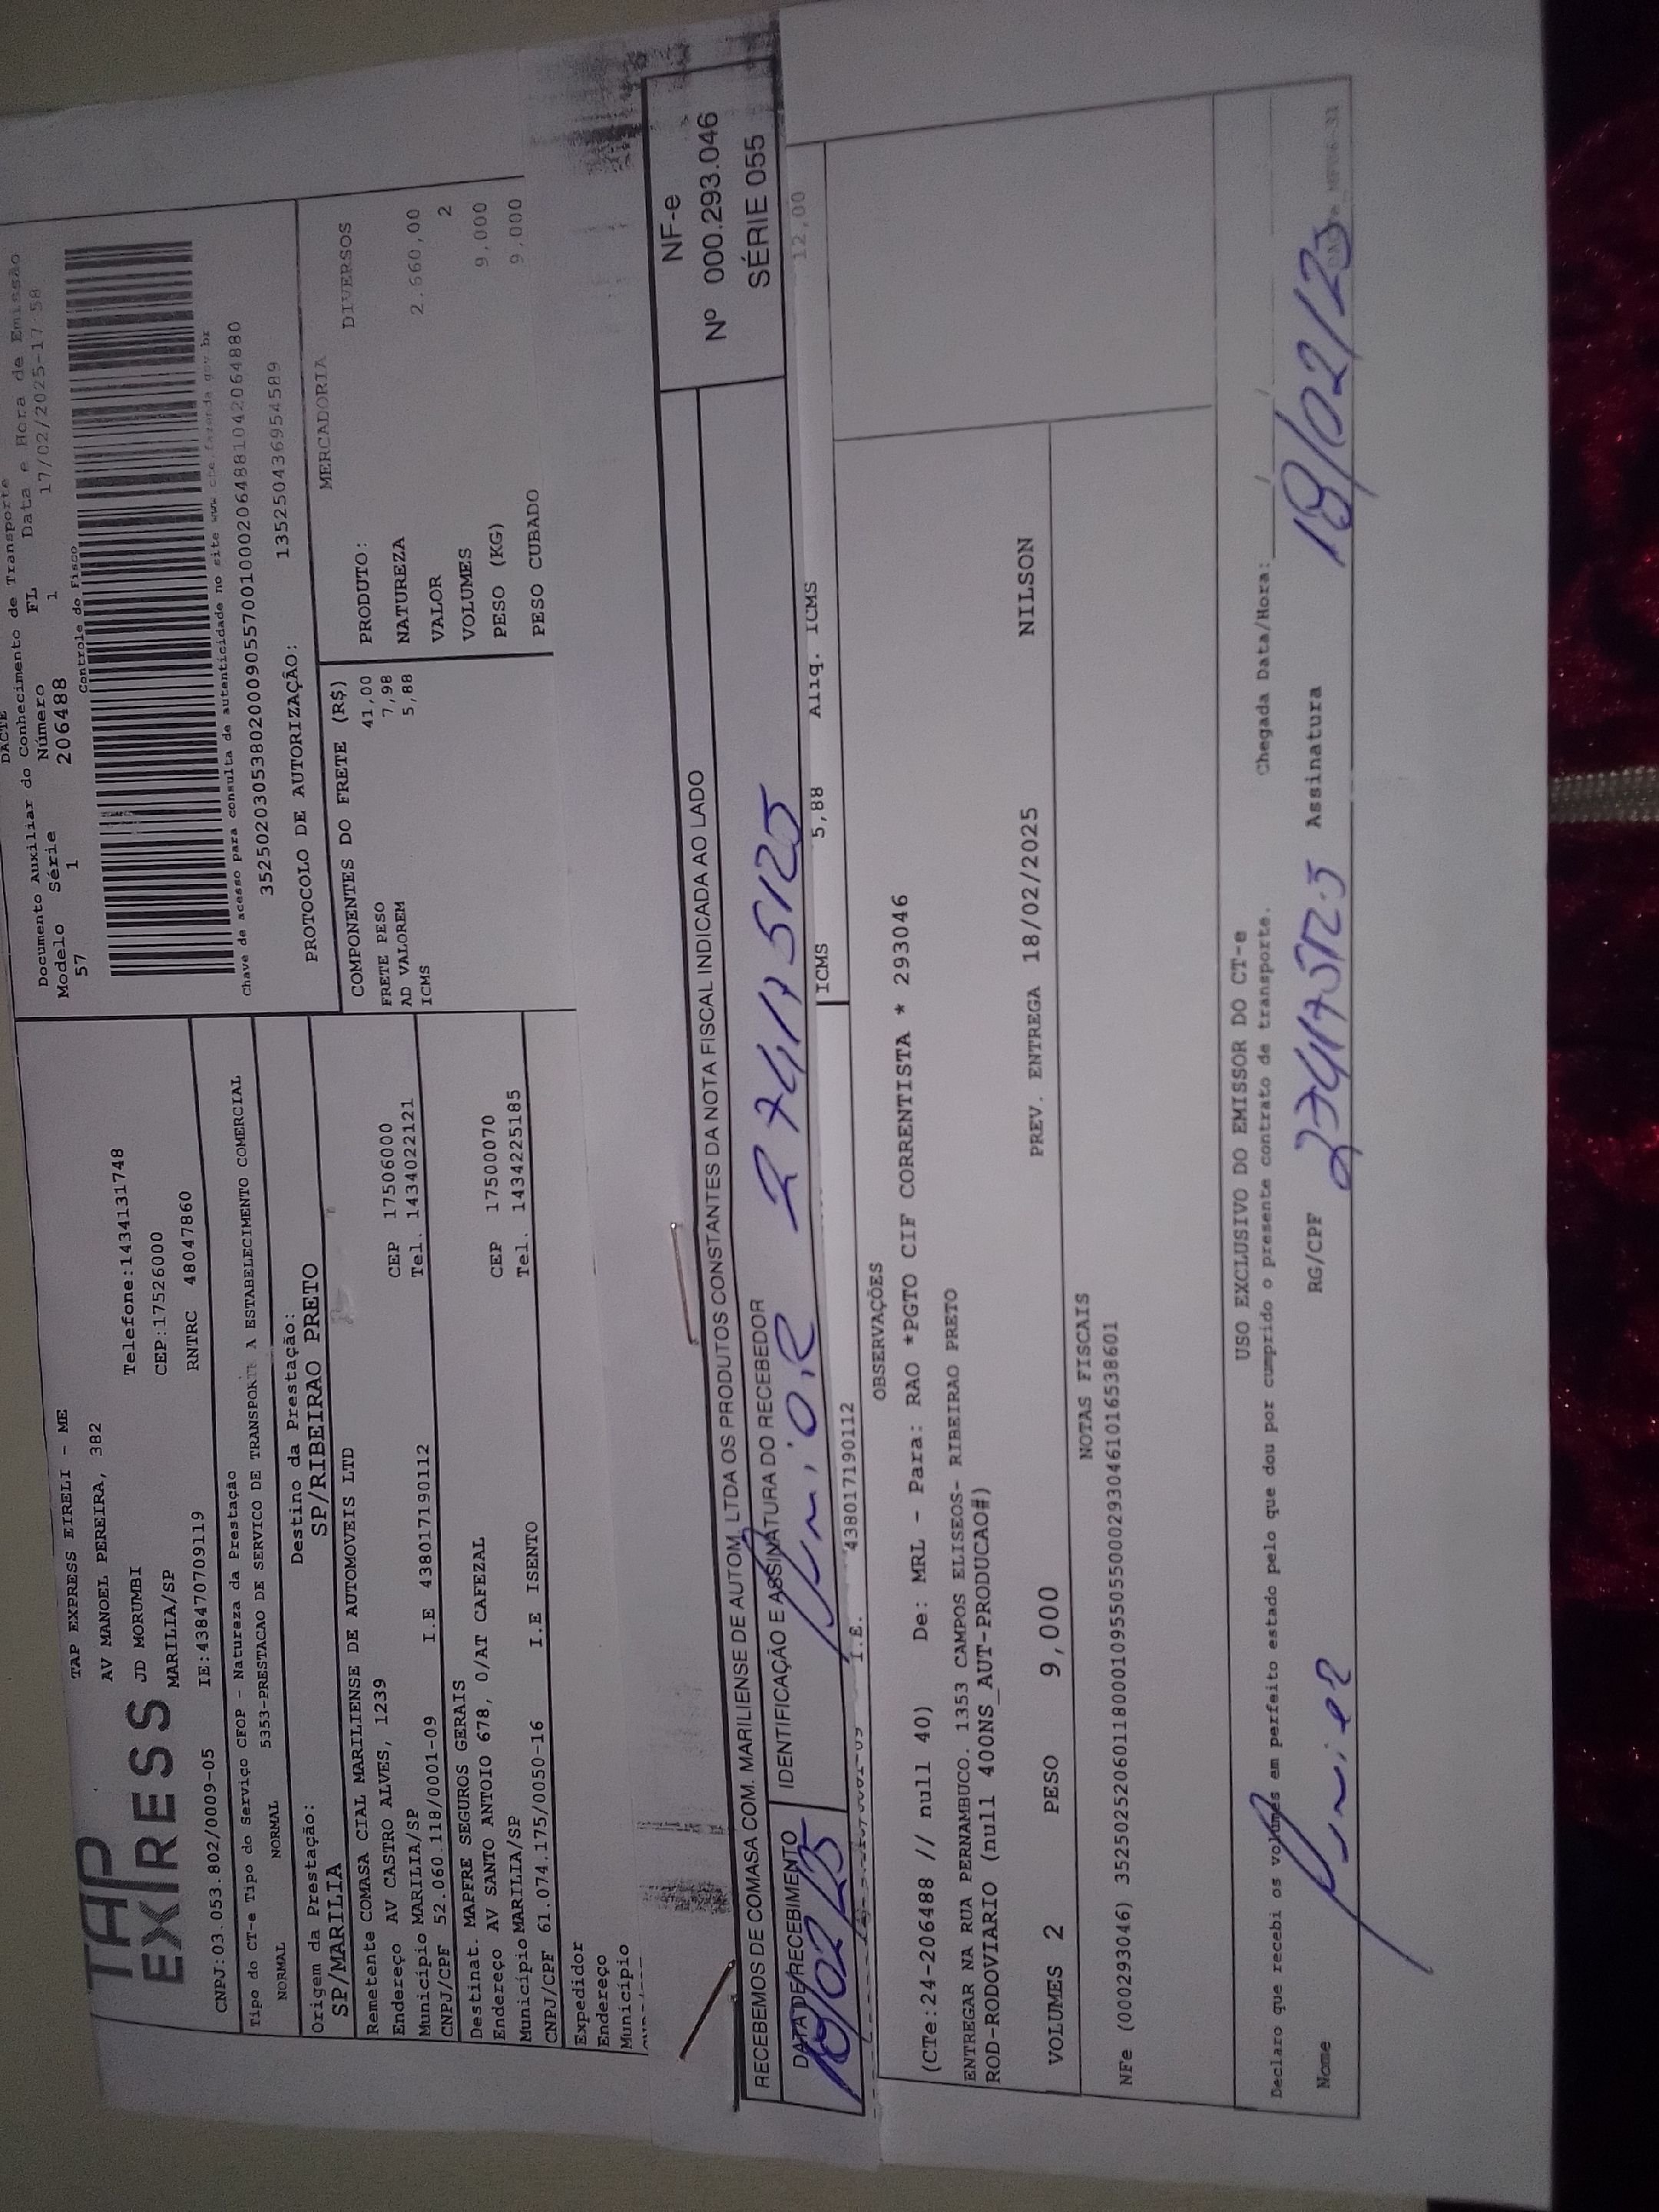 TAP
EXPRESS
TAP EXPRESS EIRELI - ME
AV MANOEL PEREIRA, 382
JD MORUMBI Telefone:1434131748
MARILIA/SP CEP:17526000
CNPJ:03.053.802/0009-05 IE:438470709119 RNTRC 48047860
DACTE
Documento Auxiliar do Conhecimento de Transporte
Modelo Série Número FL Data e Hora de Emissão
57 1 206488 1 17/02/2025-17:58
Controle do Fisco
Chave de acesso para consulta de autenticidade no site www.cte.fazenda.gov.br
35250203053802000905570010002064881042064880
PROTOCOLO DE AUTORIZAÇÃO: 135250436954589
Tipo do CT-e Tipo do Serviço CFOP - Naturaza da Prestação
NORMAL NORMAL 5353-PRESTACAO DE SERVICO DE TRANSPORTE A ESTABELECIMENTO COMERCIAL
Origem da Prestação: Destino da Prestação:
SP/MARILIA SP/RIBEIRAO PRETO
Remetente COMASA CIAL MARILIENSE DE AUTOMOVEIS LTD
Endereço AV CASTRO ALVES, 1239 CEP 17506000
Município MARILIA/SP Tel. 1434022121
CNPJ/CPF 52.060.118/0001-09 I.E 438017190112
Destinat. MAPFRE SEGUROS GERAIS
Endereço AV SANTO ANTOIO 678, 0/AT CAFEZAL CEP 17500070
Município MARILIA/SP Tel. 1434225185
CNPJ/CPF 61.074.175/0050-16 I.E ISENTO
Expedidor
Endereço
Município
COMPONENTES DO FRETE (R$)
FRETE PESO 41,00
AD VALOREM 7,98
ICMS 5,88
MERCADORIA
PRODUTO: DIVERSOS
NATUREZA
VALOR 2.660,00
VOLUMES 2
PESO (KG) 9,000
PESO CUBADO 9,000
RECEBEMOS DE COMASA COM. MARILIENSE DE AUTOM. LTDA OS PRODUTOS CONSTANTES DA NOTA FISCAL INDICADA AO LADO
DATA DE RECEBIMENTO IDENTIFICAÇÃO E ASSINATURA DO RECEBEDOR
NF-e
Nº 000.293.046
SÉRIE 055
I.E. 438017190112 ICMS 5,88 Aliq. ICMS 12,00
OBSERVAÇÕES
(CTe:24-206488 // null 40) De: MRL - Para: RAO *PGTO CIF CORRENTISTA * 293046
ENTREGAR NA RUA PERNAMBUCO. 1353 CAMPOS ELISEOS- RIBEIRAO PRETO
ROD-RODOVIARIO (null 400NS_AUT-PRODUCAO#)
VOLUMES 2 PESO 9,000 PREV. ENTREGA 18/02/2025 NILSON
NOTAS FISCAIS
NFe (000293046) 35250252060118000109550550002930461016538601
USO EXCLUSIVO DO EMISSOR DO CT-e
Declaro que recebi os volumes em perfeito estado pelo que dou por cumprido o presente contrato de transporte. Chegada Data/Hora: / /
Nome RG/CPF Assinatura